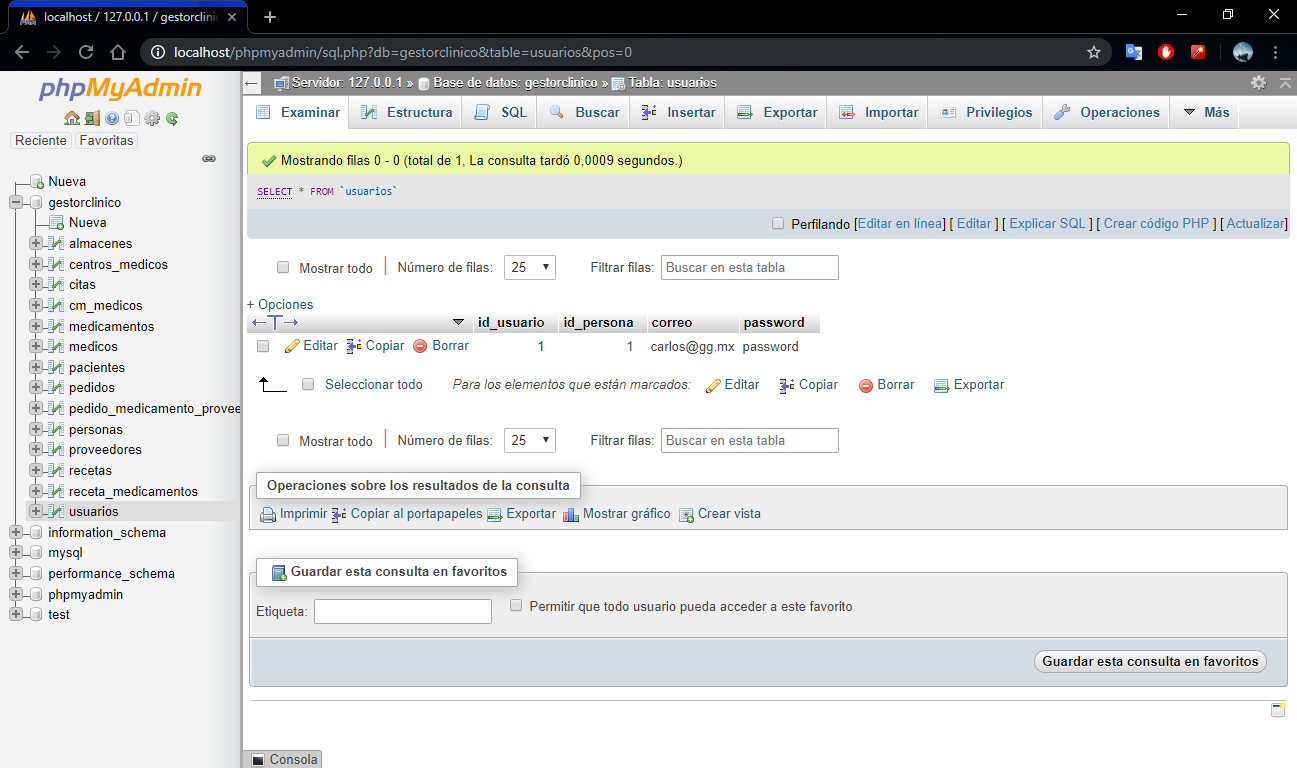 localhost / 127.0.0.1 / gestorclinic
localhost/phpmyadmin/sql.php?db=gestorclinico&table=usuarios&pos=0
phpMyAdmin
Reciente Favoritas
Nueva
gestorclinico
Nueva
almacenes
centros_medicos
citas
cm_medicos
medicamentos
medicos
pacientes
pedidos
pedido_medicamento_provee
personas
proveedores
recetas
receta_medicamentos
usuarios
information_schema
mysql
performance_schema
phpmyadmin
test
Servidor: 127.0.0.1 » Base de datos: gestorclinico » Tabla: usuarios
Examinar Estructura SQL Buscar Insertar Exportar Importar Privilegios Operaciones Más
Mostrando filas 0 - 0 (total de 1, La consulta tardó 0,0009 segundos.)
SELECT * FROM `usuarios`
Perfilando [Editar en línea] [ Editar ] [ Explicar SQL ] [ Crear código PHP ] [ Actualizar]
Mostrar todo | Número de filas: 25 Filtrar filas: Buscar en esta tabla
+ Opciones
←T→ id_usuario id_persona correo password
Editar Copiar Borrar 1 1 carlos@gg.mx password
Seleccionar todo Para los elementos que están marcados: Editar Copiar Borrar Exportar
Mostrar todo | Número de filas: 25 Filtrar filas: Buscar en esta tabla
Operaciones sobre los resultados de la consulta
Imprimir Copiar al portapapeles Exportar Mostrar gráfico Crear vista
Guardar esta consulta en favoritos
Etiqueta: Permitir que todo usuario pueda acceder a este favorito
Guardar esta consulta en favoritos
Consola